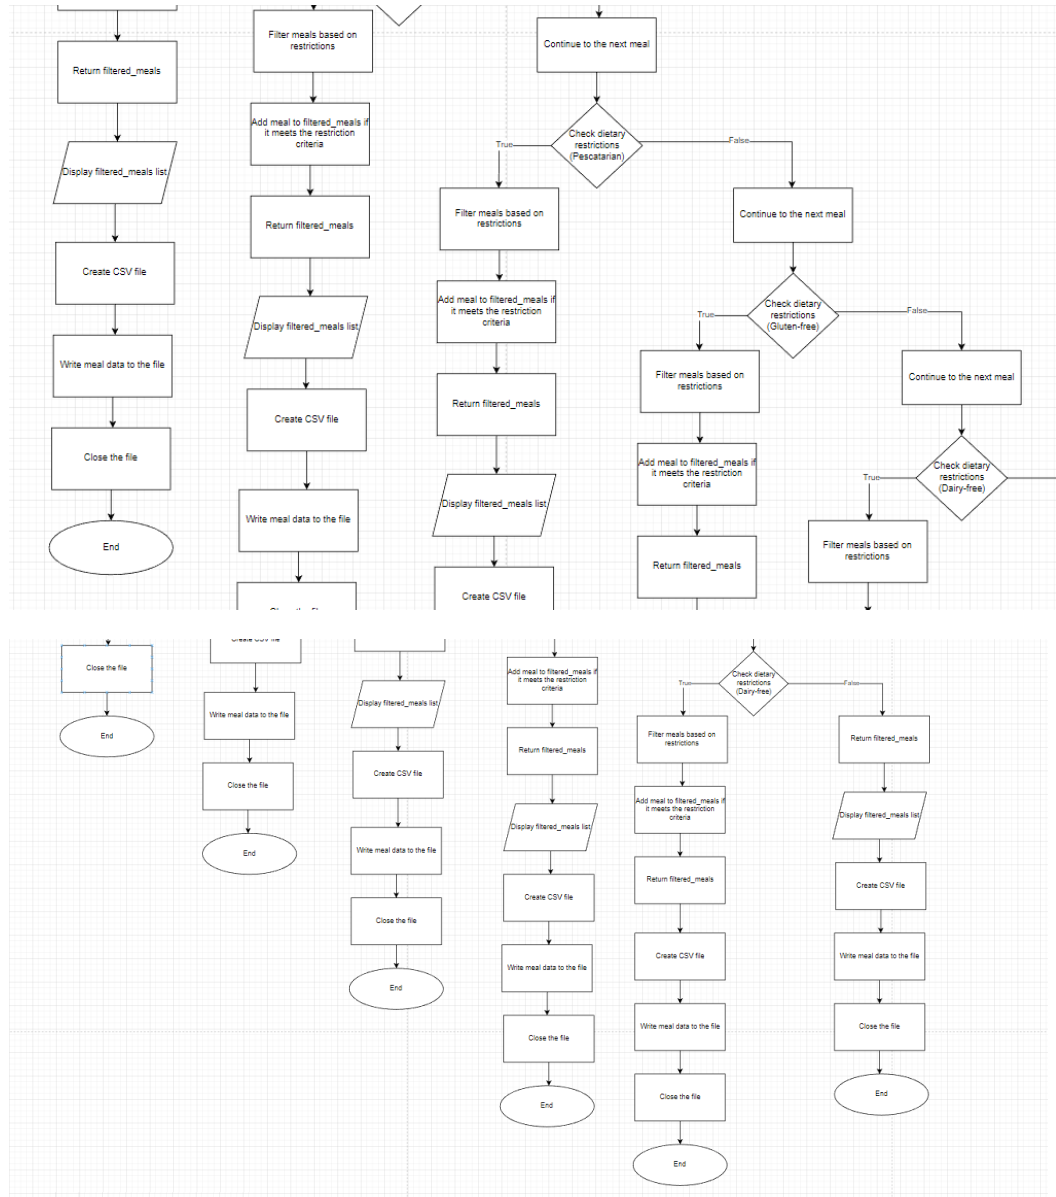 Filter meals based on
restrictions
Continue to the next meal
Return filtered_meals
Add meal to filtered_meals if
it meets the restriction
criteria
Check dietary
restrictions
(Pescatarian)
True
False
Display filtered_meals list
Filter meals based on
restrictions
Continue to the next meal
Return filtered_meals
Create CSV file
Add meal to filtered_meals if
it meets the restriction
criteria
Check dietary
restrictions
(Gluten-free)
True
False
Display filtered_meals list
Write meal data to the file
Filter meals based on
restrictions
Continue to the next meal
Return filtered_meals
Create CSV file
Close the file
Add meal to filtered_meals if
it meets the restriction
criteria
Check dietary
restrictions
(Dairy-free)
True
Display filtered_meals list
Write meal data to the file
End
Filter meals based on
restrictions
Return filtered_meals
Create CSV file
Close the file
Create CSV file
Close the file
Add meal to filtered_meals if
it meets the restriction
criteria
Check dietary
restrictions
(Dairy-free)
True
False
Display filtered_meals list
Write meal data to the file
End
Filter meals based on
restrictions
Return filtered_meals
Return filtered_meals
Create CSV file
Close the file
Add meal to filtered_meals if
it meets the restriction
criteria
Display filtered_meals list
Display filtered_meals list
Write meal data to the file
End
Return filtered_meals
Create CSV file
Create CSV file
Close the file
Create CSV file
Write meal data to the file
Write meal data to the file
End
Write meal data to the file
Close the file
Close the file
End
Close the file
End
End